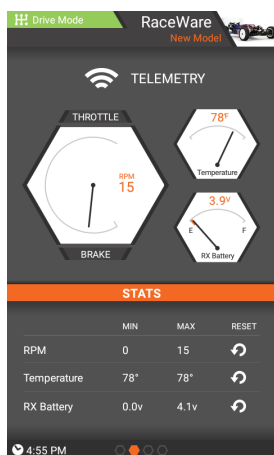 Drive Mode
RaceWare
New Model
TELEMETRY
THROTTLE
RPM
15
BRAKE
78F
Temperature
3.9V
E F
RX Battery
STATS
MIN MAX RESET
RPM 0 15
Temperature 78° 78°
RX Battery 0.0v 4.1v
4:55 PM